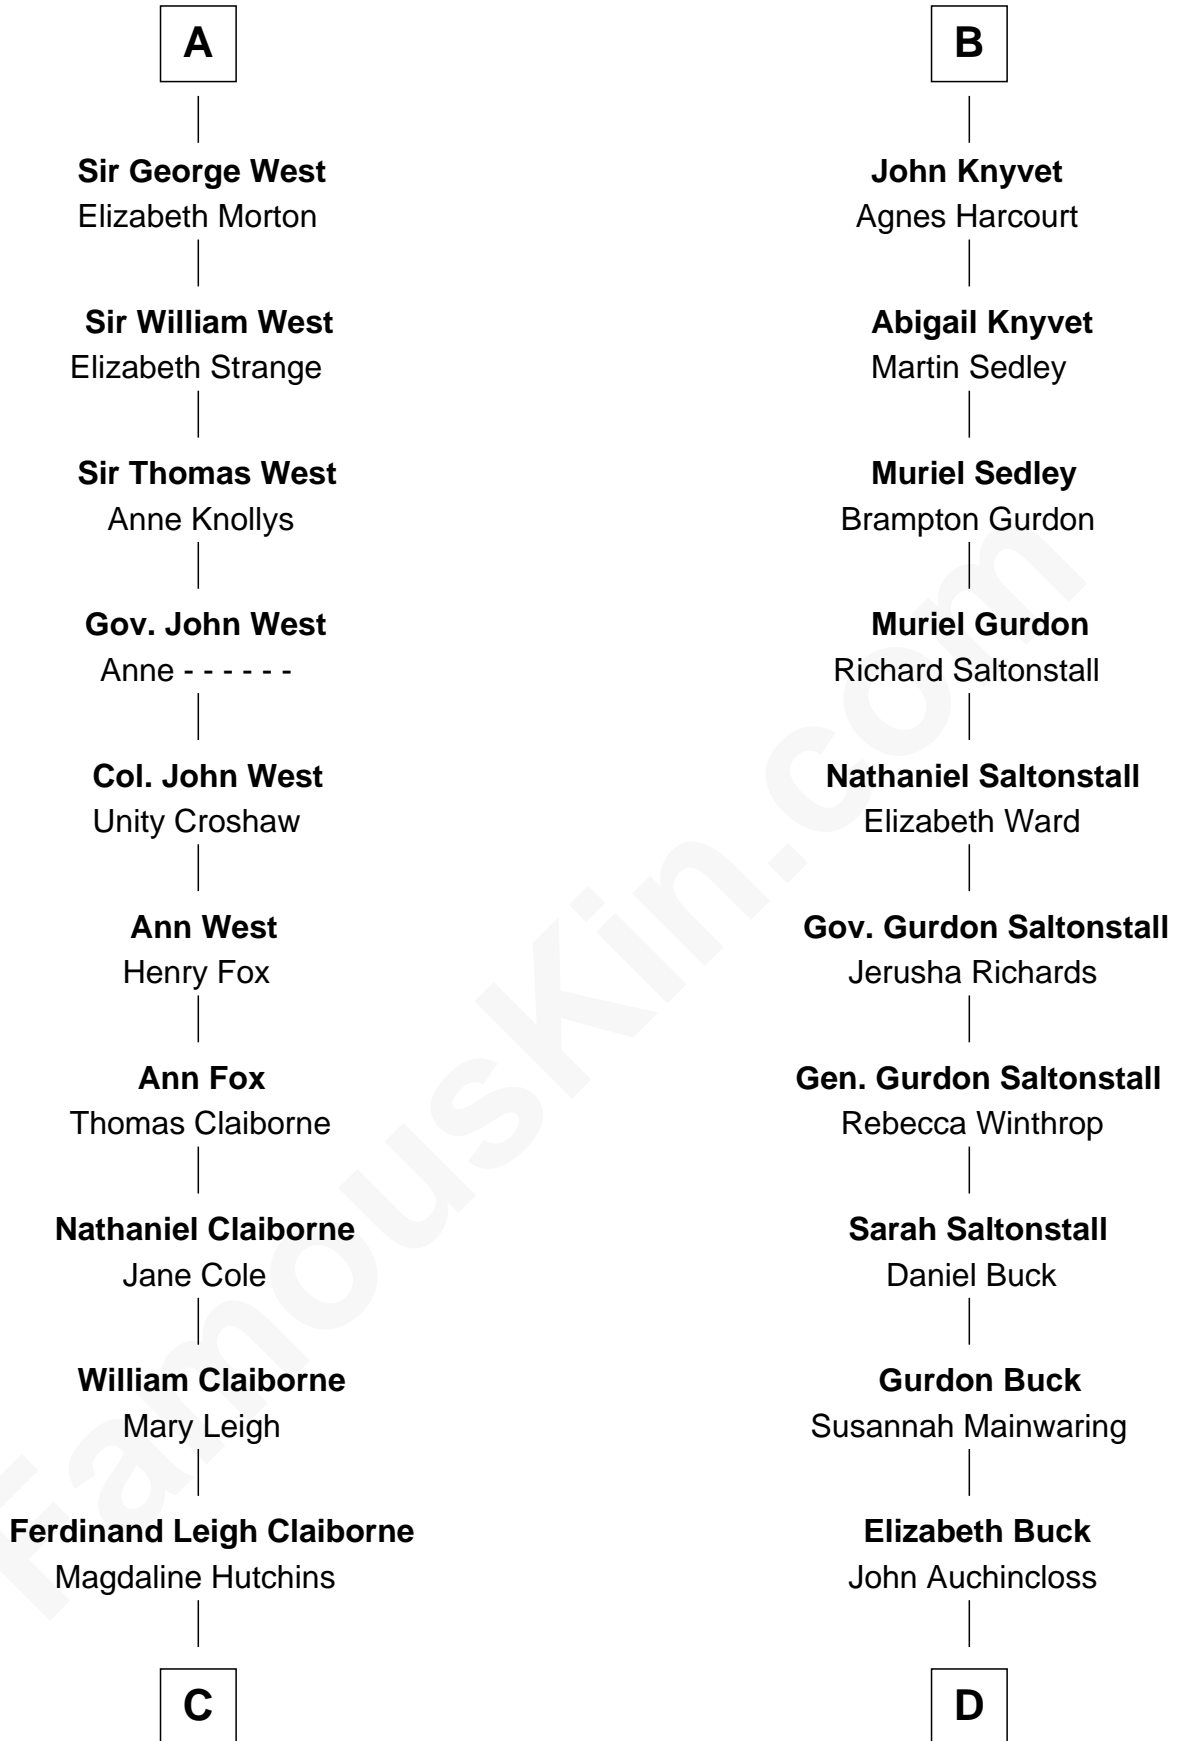 A
Sir George West
Elizabeth Morton
Sir William West
Elizabeth Strange
Sir Thomas West
Anne Knollys
Gov. John West
Anne - - - - - -
Col. John West
Unity Croshaw
Ann West
Henry Fox
Ann Fox
Thomas Claiborne
Nathaniel Claiborne
Jane Cole
William Claiborne
Mary Leigh
Ferdinand Leigh Claiborne
Magdaline Hutchins
C
B
John Knyvet
Agnes Harcourt
Abigail Knyvet
Martin Sedley
Muriel Sedley
Brampton Gurdon
Muriel Gurdon
Richard Saltonstall
Nathaniel Saltonstall
Elizabeth Ward
Gov. Gurdon Saltonstall
Jerusha Richards
Gen. Gurdon Saltonstall
Rebecca Winthrop
Sarah Saltonstall
Daniel Buck
Gurdon Buck
Susannah Mainwaring
Elizabeth Buck
John Auchincloss
D
FamousKin.com